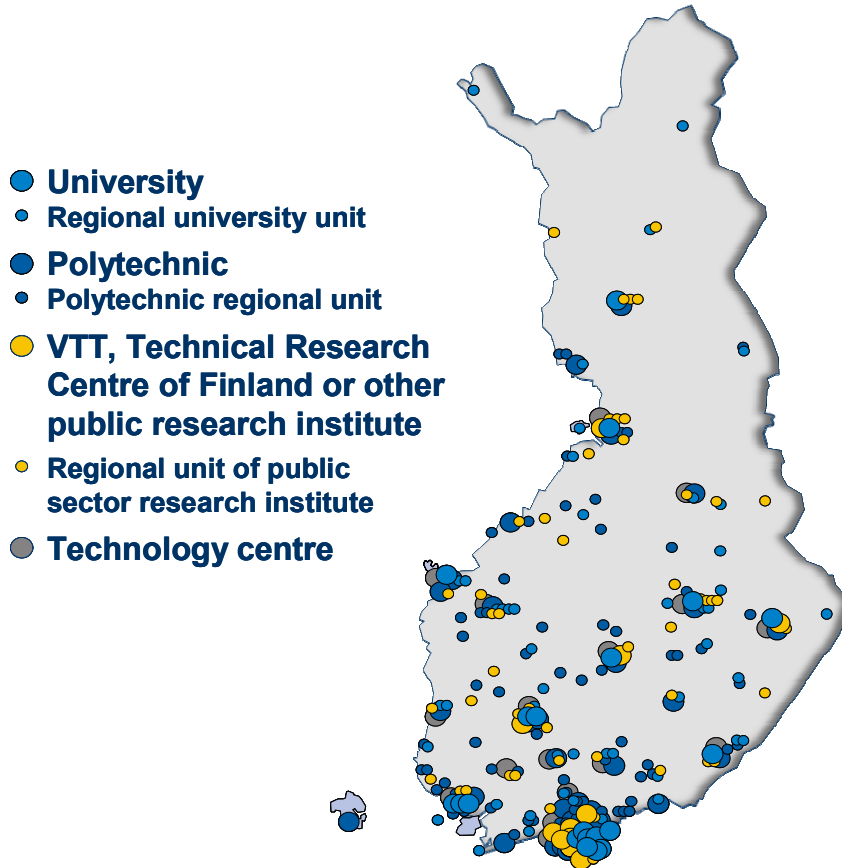 University
Regional university unit
Polytechnic
Polytechnic regional unit
VTT, Technical Research
Centre of Finland or other
public research institute
Regional unit of public
sector research institute
Technology centre